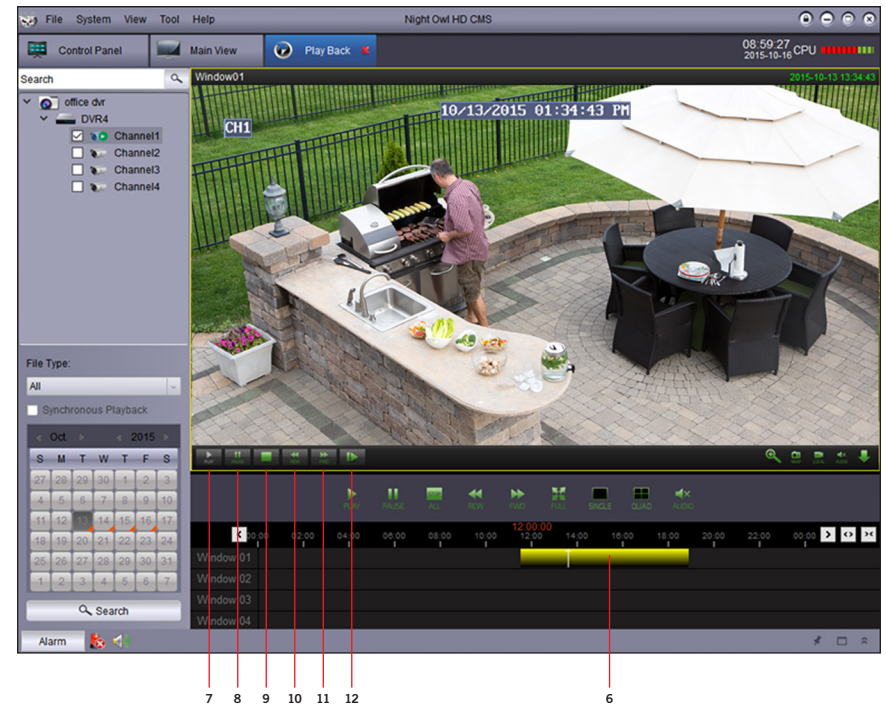 File System View Tool Help Night Owl HD CMS
Control Panel Main View Play Back 08:59:27
2015-10-16 CPU
Search Window01 2015-10-13 13:34:43
office dvr
DVR4
Channel1
Channel2
Channel3
Channel4
10/13/2015 01:34:43 PM
CH1
File Type:
All
Synchronous Playback
Oct 2015
S M T W T F S
27 28 29 30 1 2 3
4 5 6 7 8 9 10
11 12 13 14 15 16 17
18 19 20 21 22 23 24
25 26 27 28 29 30 31
1 2 3 4 5 6 7
Search
PLAY PAUSE REW FWD
PLAY PAUSE ALL REW FWD FULL SINGLE QUAD AUDIO
12:00:00
00:00 02:00 04:00 06:00 08:00 10:00 12:00 14:00 16:00 18:00 20:00 22:00 00:00
Window 01
Window 02
Window 03
Window 04
Alarm
7 8 9 10 11 12 6